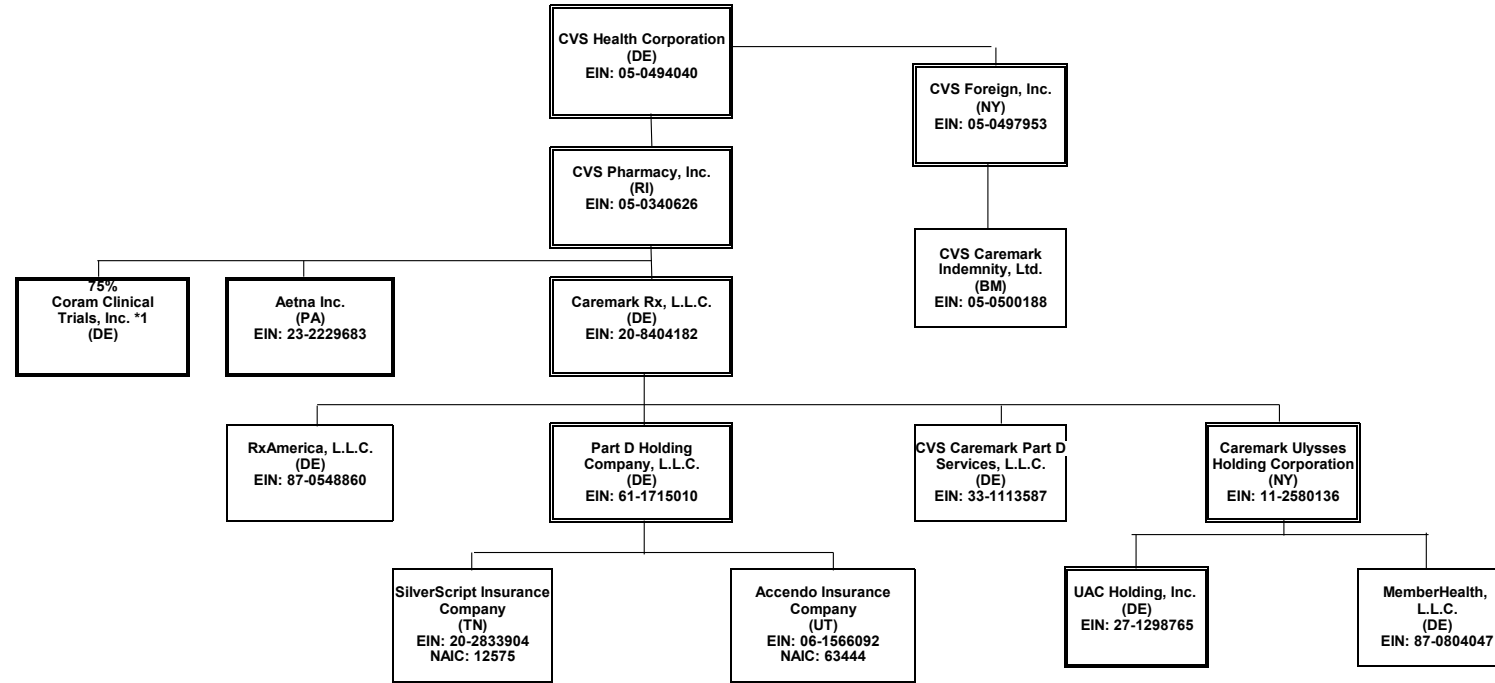 CVS Health Corporation
(DE)
EIN: 05-0494040
CVS Foreign, Inc.
(NY)
EIN: 05-0497953
CVS Pharmacy, Inc.
(RI)
EIN: 05-0340626
CVS Caremark
Indemnity, Ltd.
(BM)
EIN: 05-0500188
75%
Coram Clinical
Trials, Inc. *1
(DE)
Aetna Inc.
(PA)
EIN: 23-2229683
Caremark Rx, L.L.C.
(DE)
EIN: 20-8404182
RxAmerica, L.L.C.
(DE)
EIN: 87-0548860
Part D Holding
Company, L.L.C.
(DE)
EIN: 61-1715010
CVS Caremark Part D
Services, L.L.C.
(DE)
EIN: 33-1113587
Caremark Ulysses
Holding Corporation
(NY)
EIN: 11-2580136
SilverScript Insurance
Company
(TN)
EIN: 20-2833904
NAIC: 12575
Accendo Insurance
Company
(UT)
EIN: 06-1566092
NAIC: 63444
UAC Holding, Inc.
(DE)
EIN: 27-1298765
MemberHealth,
L.L.C.
(DE)
EIN: 87-0804047